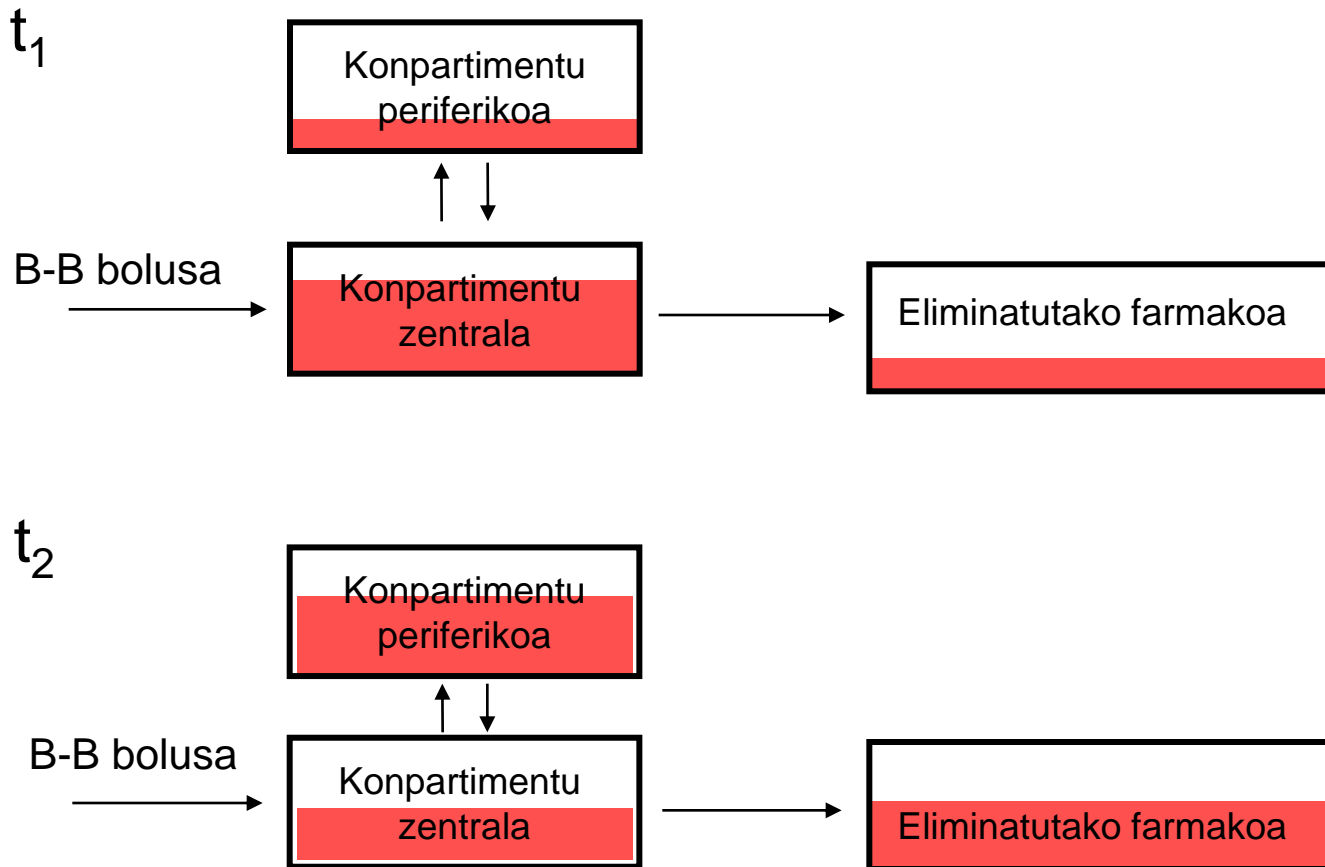 t₁
Konpartimentu
periferikoa
B-B bolusa
Konpartimentu
zentrala
Eliminatutako farmakoa
t₂
Konpartimentu
periferikoa
B-B bolusa
Konpartimentu
zentrala
Eliminatutako farmakoa